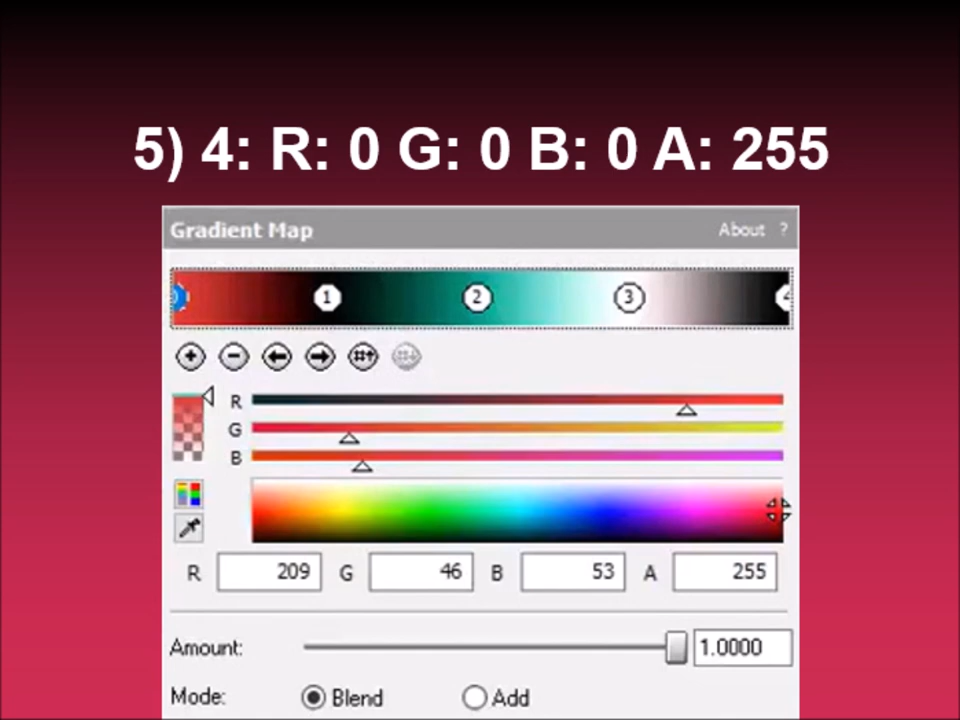 5) 4: R: 0 G: 0 B: 0 A: 255
Gradient Map About ?
1 2 3 4
R
G
B
R 209 G 46 B 53 A 255
Amount: 1.0000
Mode: Blend Add